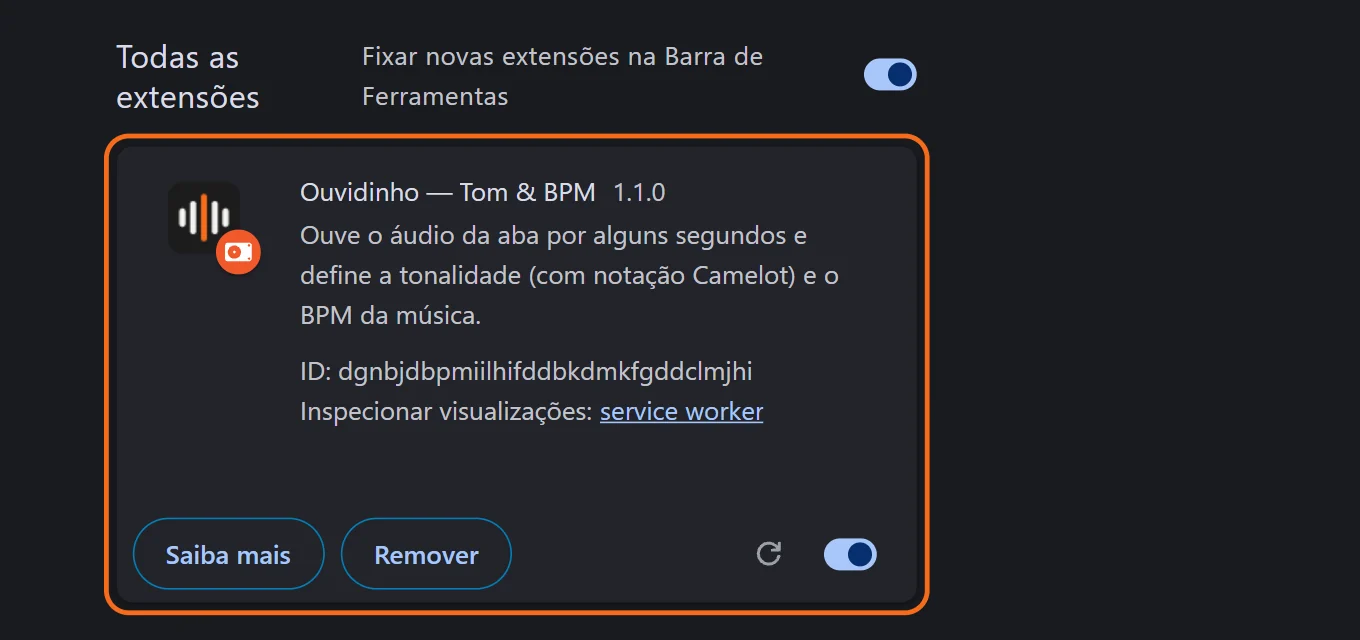 Todas as
extensões
Fixar novas extensões na Barra de
Ferramentas
Ouvidinho — Tom & BPM 1.1.0
Ouve o áudio da aba por alguns segundos e
define a tonalidade (com notação Camelot) e o
BPM da música.
ID: dgnbjdbpmiilhifddbkdmkfgddclmjhi
Inspecionar visualizações: service worker
Saiba mais
Remover